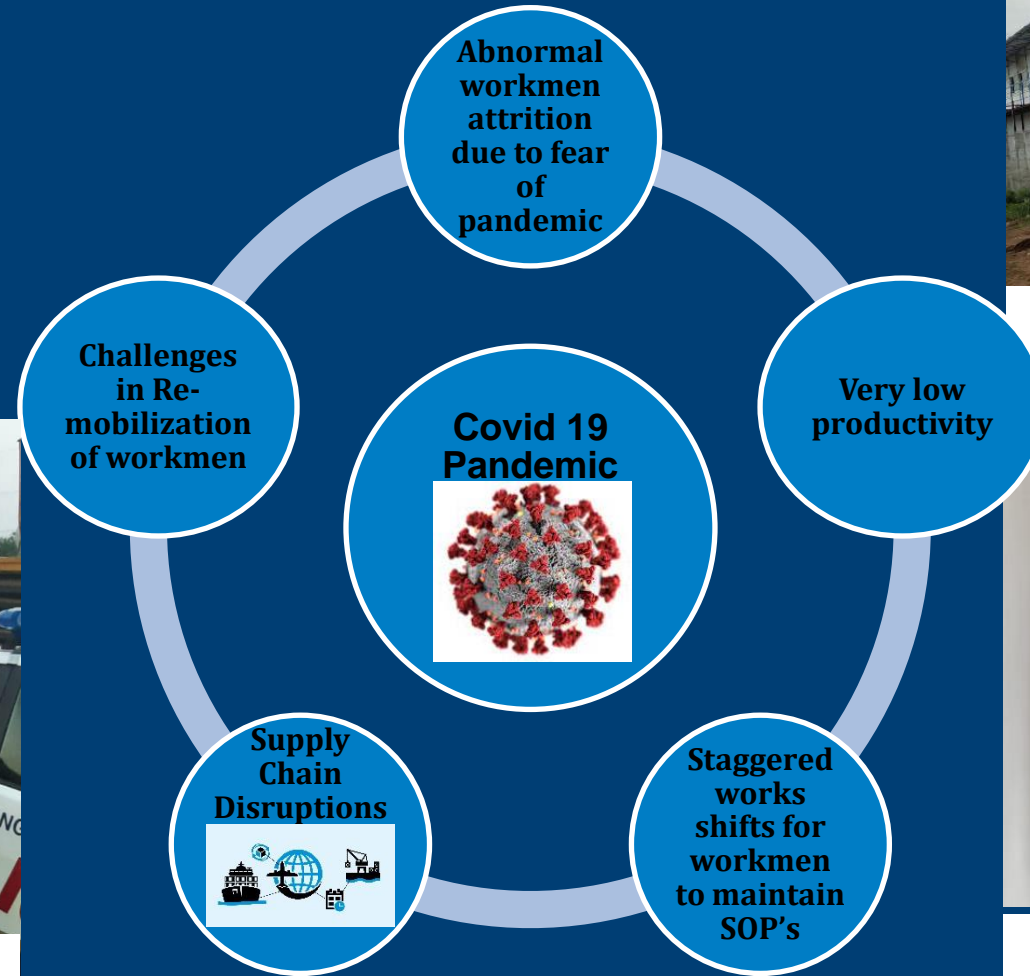 Abnormal
workmen
attrition
due to fear
of
pandemic
Very low
productivity
Staggered
works
shifts for
workmen
to maintain
SOP’s
Supply
Chain
Disruptions
Challenges
in Re-
mobilization
of workmen
Covid 19
Pandemic